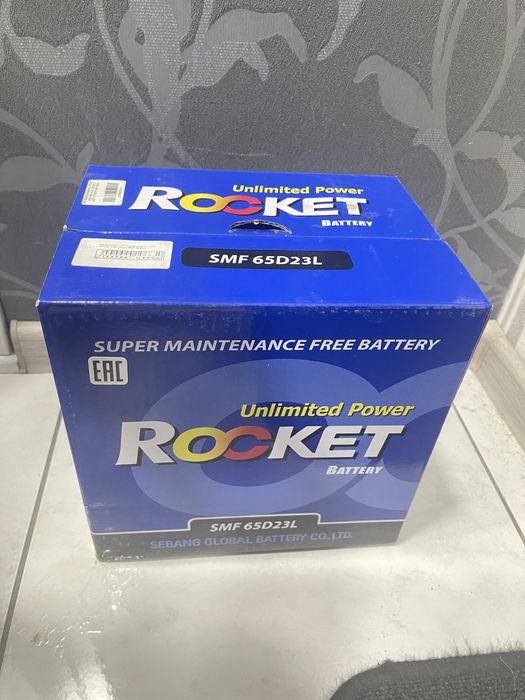 Unlimited Power
ROCKET
BATTERY
SMF 65D23L
SUPER MAINTENANCE FREE BATTERY
EAC
Unlimited Power
ROCKET
BATTERY
SMF 65D23L
SEBANG GLOBAL BATTERY CO.,LTD.